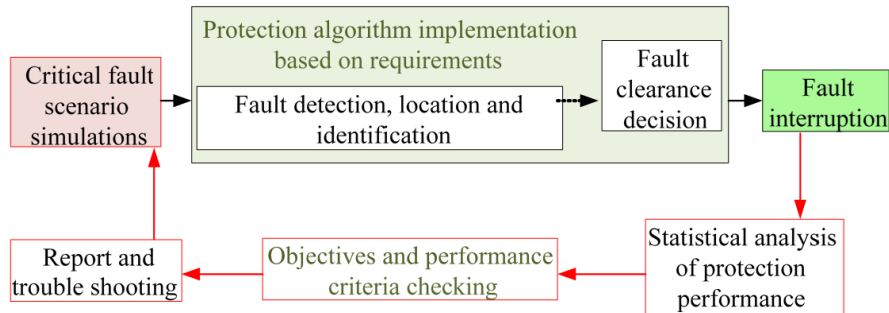 Critical fault
scenario
simulations
Protection algorithm implementation
based on requirements
Fault detection, location and
identification
Fault
clearance
decision
Fault
interruption
Statistical analysis
of protection
performance
Objectives and performance
criteria checking
Report and
trouble shooting